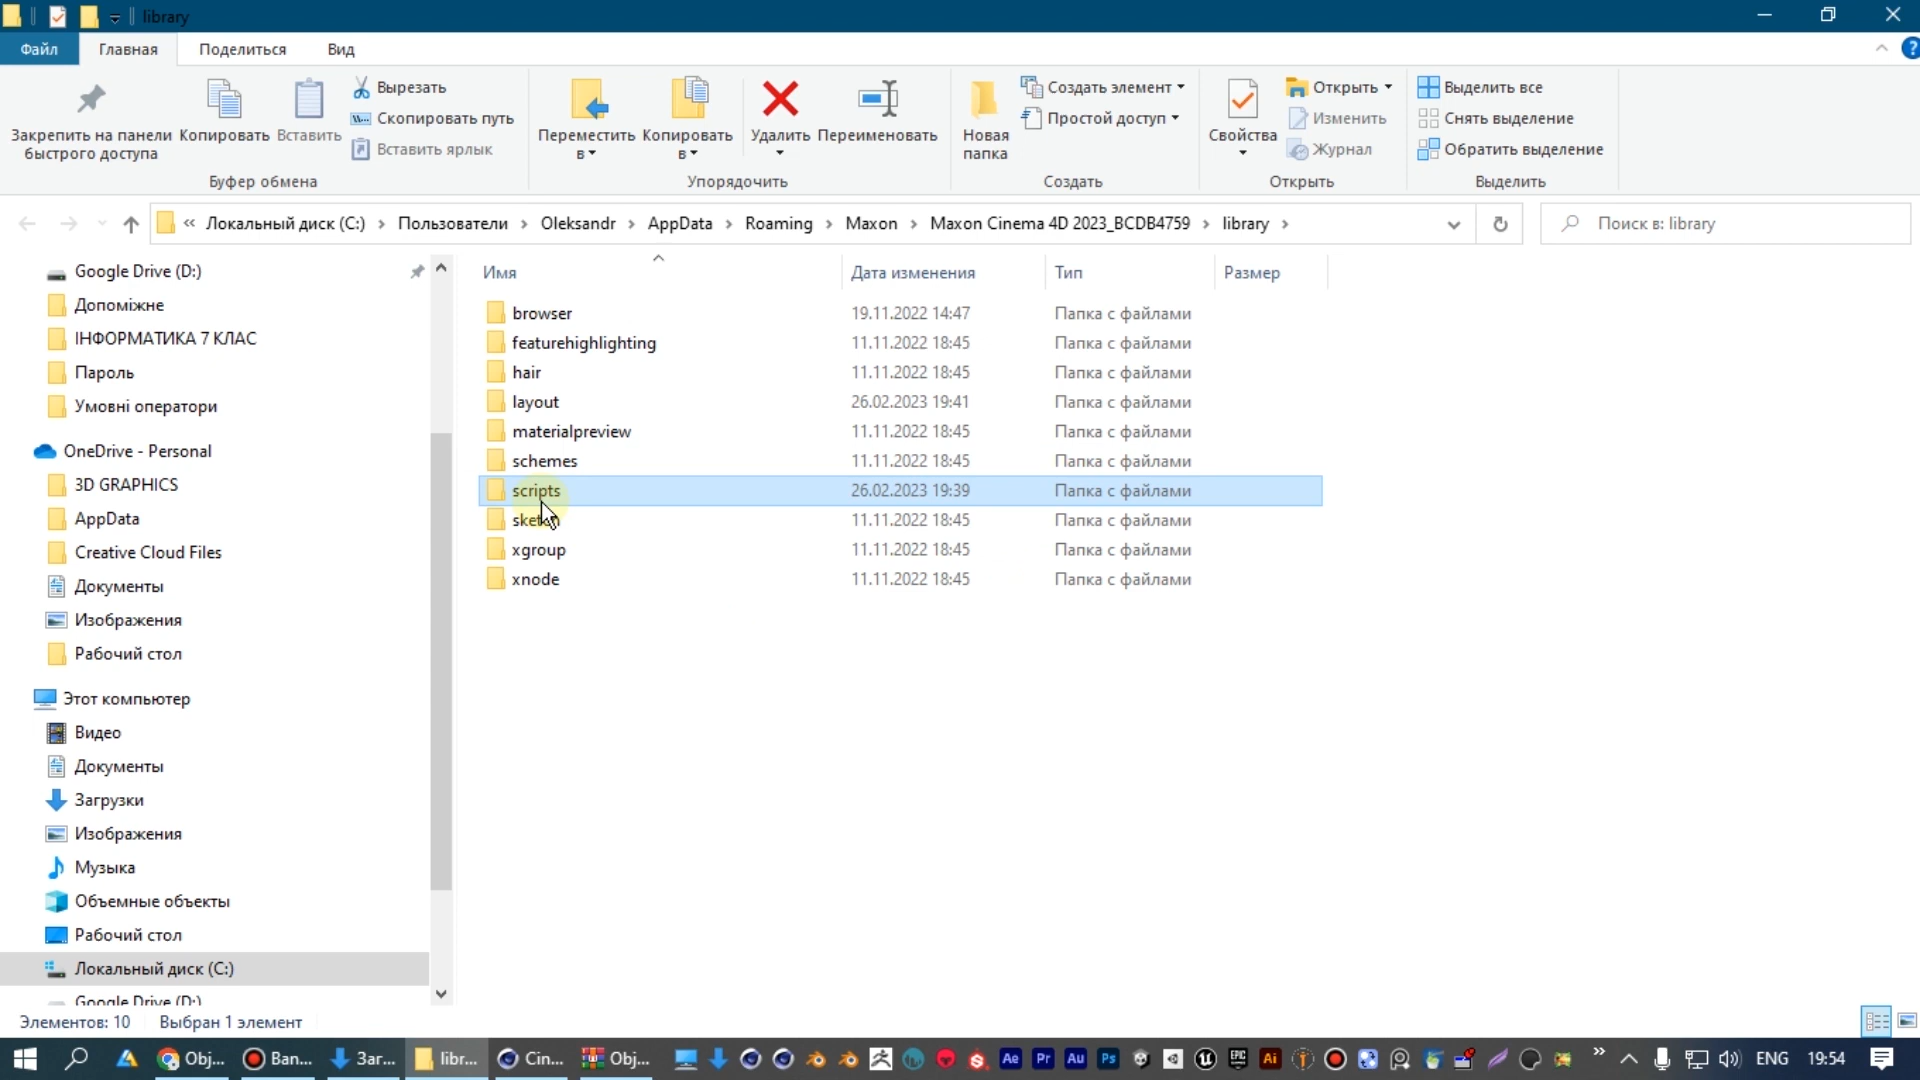 library
Файл Главная Поделиться Вид
Закрепить на панели быстрого доступа
Копировать
Вставить
Вырезать
Скопировать путь
Вставить ярлык
Буфер обмена
Переместить в
Копировать в
Удалить
Переименовать
Упорядочить
Новая папка
Создать элемент
Простой доступ
Создать
Свойства
Открыть
Изменить
Журнал
Открыть
Выделить все
Снять выделение
Обратить выделение
Выделить
« Локальный диск (C:) › Пользователи › Oleksandr › AppData › Roaming › Maxon › Maxon Cinema 4D 2023_BCDB4759 › library ›
Поиск в: library
Google Drive (D:)
Допоміжне
ІНФОРМАТИКА 7 КЛАС
Пароль
Умовні оператори
OneDrive - Personal
3D GRAPHICS
AppData
Creative Cloud Files
Документы
Изображения
Рабочий стол
Этот компьютер
Видео
Документы
Загрузки
Изображения
Музыка
Объемные объекты
Рабочий стол
Локальный диск (C:)
Google Drive (D:)
Имя Дата изменения Тип Размер
browser 19.11.2022 14:47 Папка с файлами
featurehighlighting 11.11.2022 18:45 Папка с файлами
hair 11.11.2022 18:45 Папка с файлами
layout 26.02.2023 19:41 Папка с файлами
materialpreview 11.11.2022 18:45 Папка с файлами
schemes 11.11.2022 18:45 Папка с файлами
scripts 26.02.2023 19:39 Папка с файлами
sketch 11.11.2022 18:45 Папка с файлами
xgroup 11.11.2022 18:45 Папка с файлами
xnode 11.11.2022 18:45 Папка с файлами
Элементов: 10 Выбран 1 элемент
Obj... Ban... Заг... libr... Cin... Obj... Ae Pr Au Ps EPIC Ai ENG 19:54